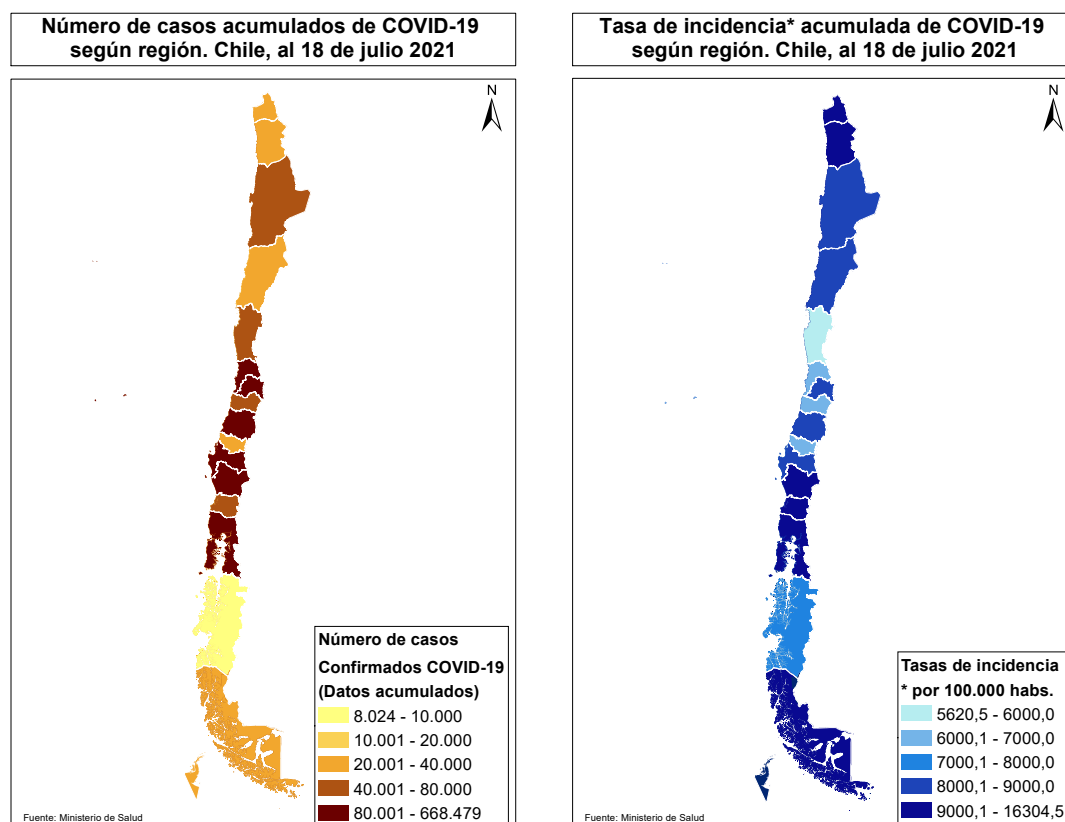 Número de casos acumulados de COVID-19
según región. Chile, al 18 de julio 2021
N
Número de casos
Confirmados COVID-19
(Datos acumulados)
8.024 - 10.000
10.001 - 20.000
20.001 - 40.000
40.001 - 80.000
80.001 - 668.479
Fuente: Ministerio de Salud
Tasa de incidencia* acumulada de COVID-19
según región. Chile, al 18 de julio 2021
N
Tasas de incidencia
* por 100.000 habs.
5620,5 - 6000,0
6000,1 - 7000,0
7000,1 - 8000,0
8000,1 - 9000,0
9000,1 - 16304,5
Fuente: Ministerio de Salud